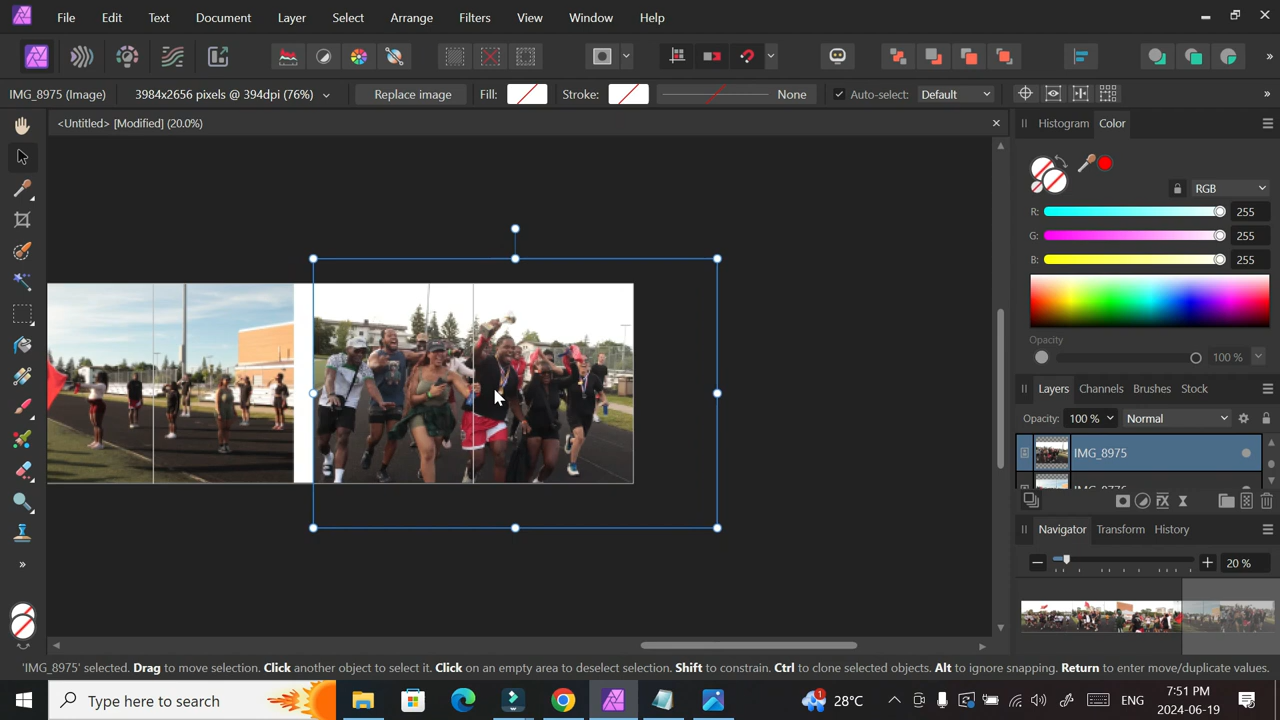 File Edit Text Document Layer Select Arrange Filters View Window Help
IMG_8975 (Image) 3984x2656 pixels @ 394dpi (76%) Replace image Fill: Stroke: None Auto-select: Default
<Untitled> [Modified] (20.0%)
Histogram Color
RGB
R: 255
G: 255
B: 255
Opacity
100 %
Layers Channels Brushes Stock
Opacity: 100 % Normal
IMG_8975
Navigator Transform History
20 %
'IMG_8975' selected. Drag to move selection. Click another object to select it. Click on an empty area to deselect selection. Shift to constrain. Ctrl to clone selected objects. Alt to ignore snapping. Return to enter move/duplicate values.
Type here to search
1 28°C ENG 7:51 PM
2024-06-19